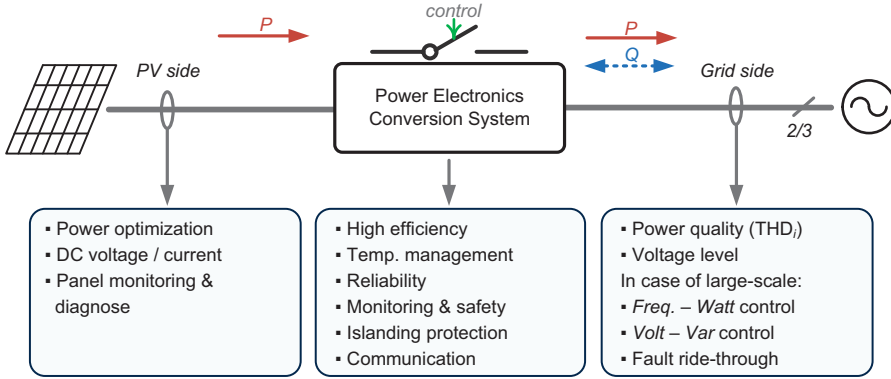 control
P
P
Q
PV side
Grid side
Power Electronics
Conversion System
2/3
▪ Power optimization
▪ DC voltage / current
▪ Panel monitoring &
diagnose
▪ High efficiency
▪ Temp. management
▪ Reliability
▪ Monitoring & safety
▪ Islanding protection
▪ Communication
▪ Power quality (THDi)
▪ Voltage level
In case of large-scale:
▪ Freq. – Watt control
▪ Volt – Var control
▪ Fault ride-through